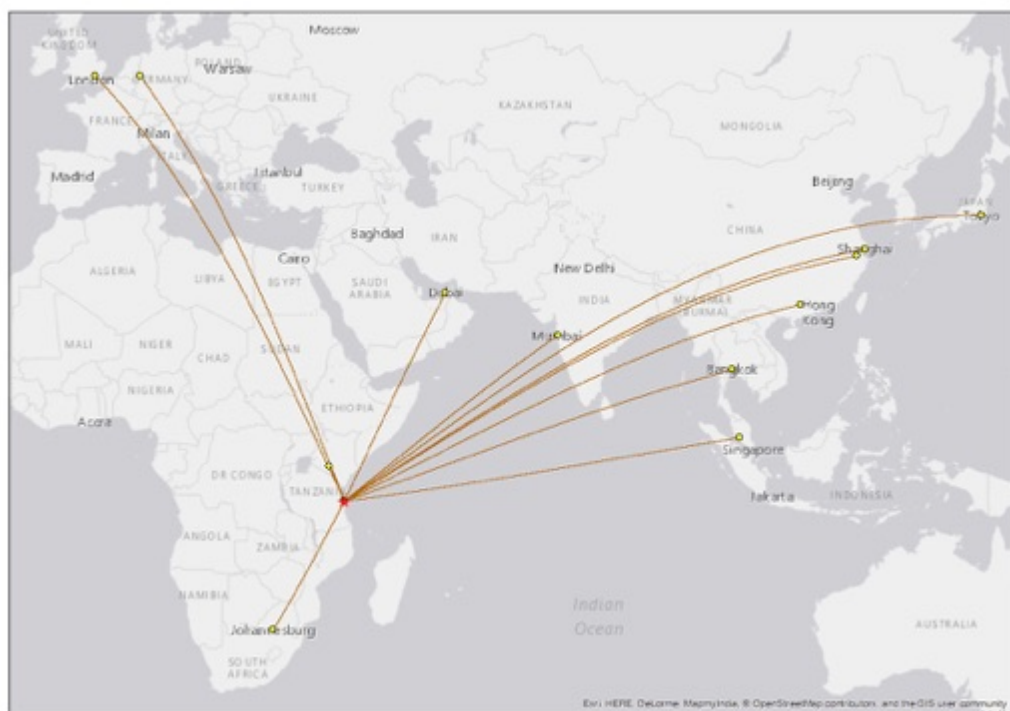 Moscow
UNITED
KINGDOM
POLAND
Warsaw
London
GERMANY
UKRAINE
KAZAKHSTAN
FRANCE
Milan
MONGOLIA
ITALY
Madrid
Istanbul
GREECE
TURKEY
Beijing
JAPAN
Tokyo
Baghdad
IRAN
CHINA
Shanghai
Cairo
ALGERIA
LIBYA
EGYPT
SAUDI
ARABIA
Dubai
New Delhi
INDIA
MYANMAR
BURMA)
Hong
Kong
MALI
NIGER
CHAD
SUDAN
Mumbai
Bangkok
NIGERIA
ETHIOPIA
Accra
DR CONGO
Singapore
TANZANIA
Jakarta
INDONESIA
ANGOLA
ZAMBIA
NAMIBIA
Indian
Ocean
Johannesburg
AUSTRALIA
SOUTH
AFRICA
Esri, HERE, DeLorme, MapmyIndia, © OpenStreetMap contributors, and the GIS user community